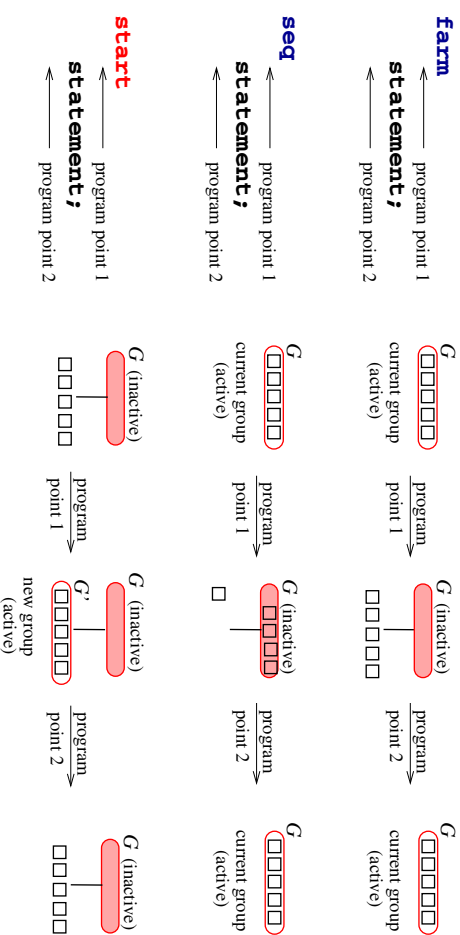 farm
program point 1
statement;
program point 2
G
current group
(active)
program
point 1
G (inactive)
program
point 2
G
current group
(active)
seq
program point 1
statement;
program point 2
G
current group
(active)
program
point 1
G (inactive)
program
point 2
G
current group
(active)
start
program point 1
statement;
program point 2
G (inactive)
program
point 1
G (inactive)
G'
new group
(active)
program
point 2
G (inactive)